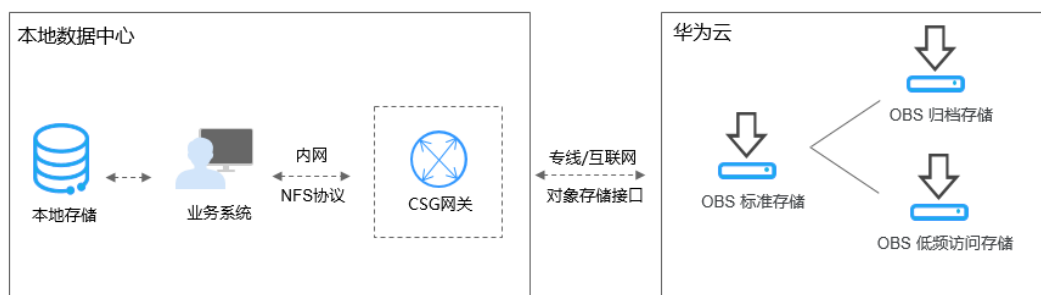 本地数据中心
本地存储
业务系统
内网
NFS协议
CSG网关
专线/互联网
对象存储接口
华为云
OBS 标准存储
OBS 归档存储
OBS 低频访问存储